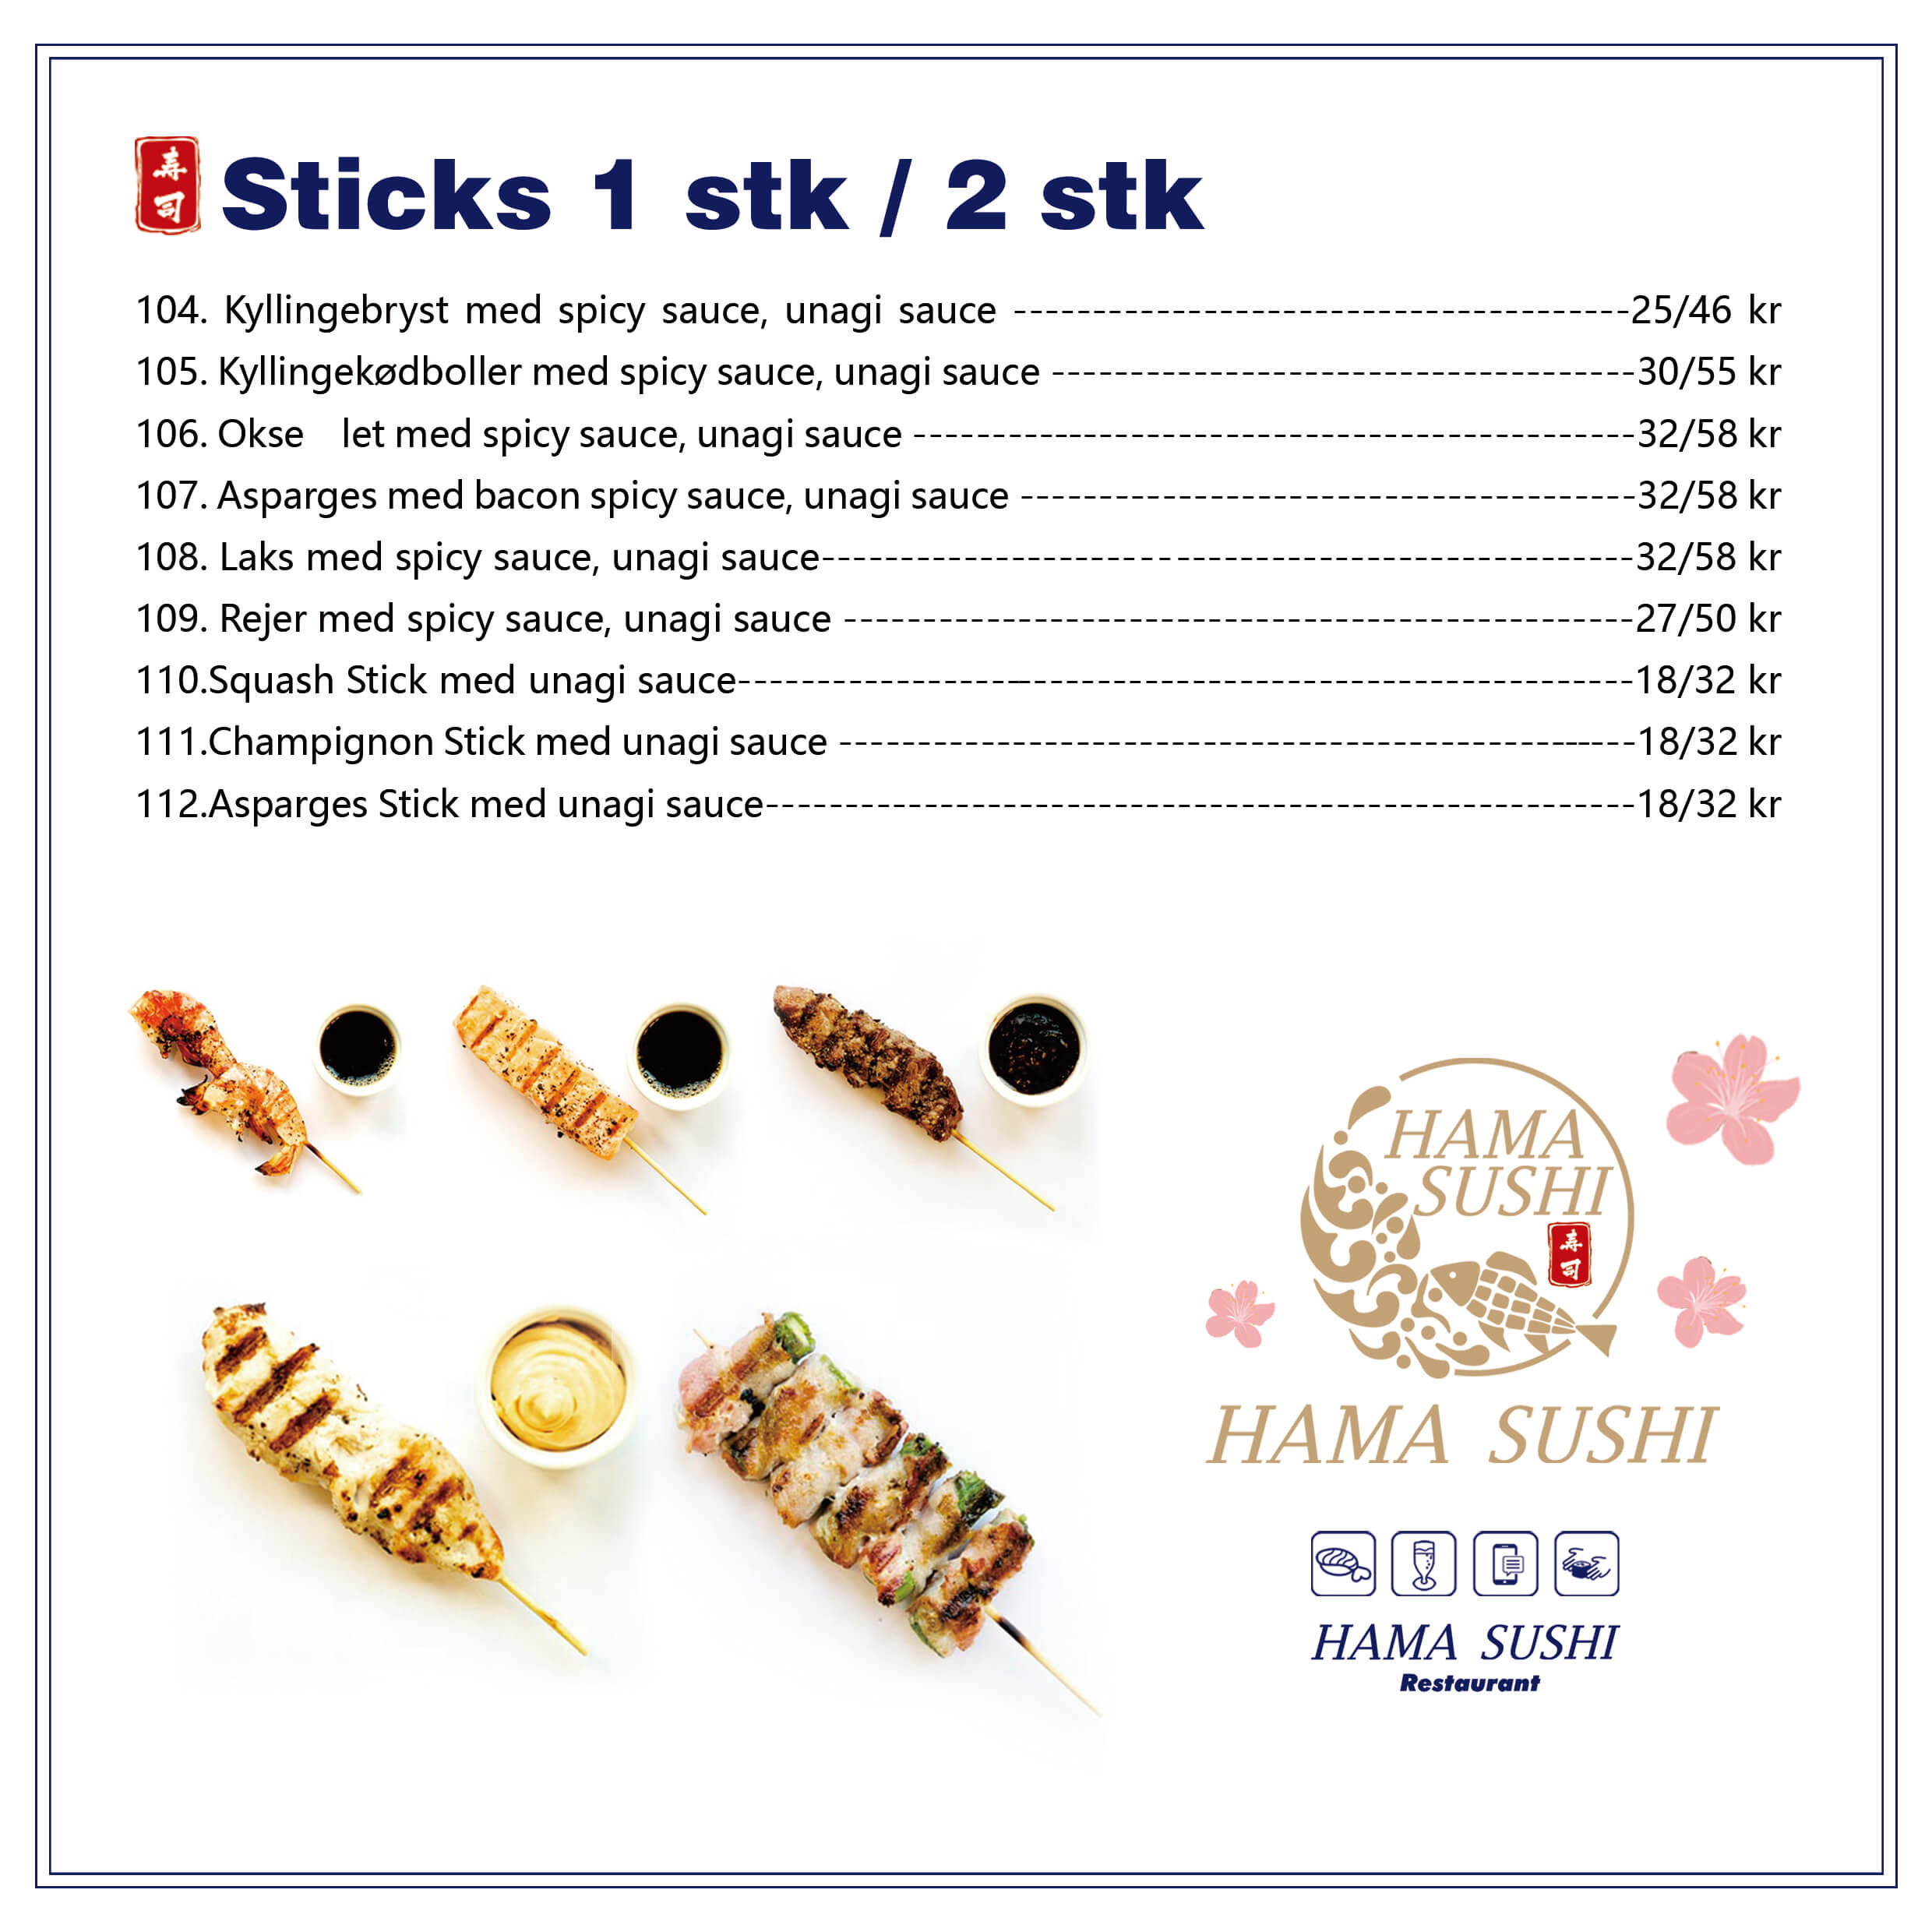 寿司
Sticks 1 stk / 2 stk
104. Kyllingebryst med spicy sauce, unagi sauce ---------------------------------------25/46 kr
105. Kyllingekødboller med spicy sauce, unagi sauce -------------------------------------30/55 kr
106. Okse let med spicy sauce, unagi sauce ----------------------------------------------32/58 kr
107. Asparges med bacon spicy sauce, unagi sauce ---------------------------------------32/58 kr
108. Laks med spicy sauce, unagi sauce----------------------------------------------------32/58 kr
109. Rejer med spicy sauce, unagi sauce --------------------------------------------------27/50 kr
110.Squash Stick med unagi sauce---------------------------------------------------------18/32 kr
111.Champignon Stick med unagi sauce ---------------------------------------------------18/32 kr
112.Asparges Stick med unagi sauce-------------------------------------------------------18/32 kr
HAMA
SUSHI
寿司
HAMA SUSHI
HAMA SUSHI
Restaurant